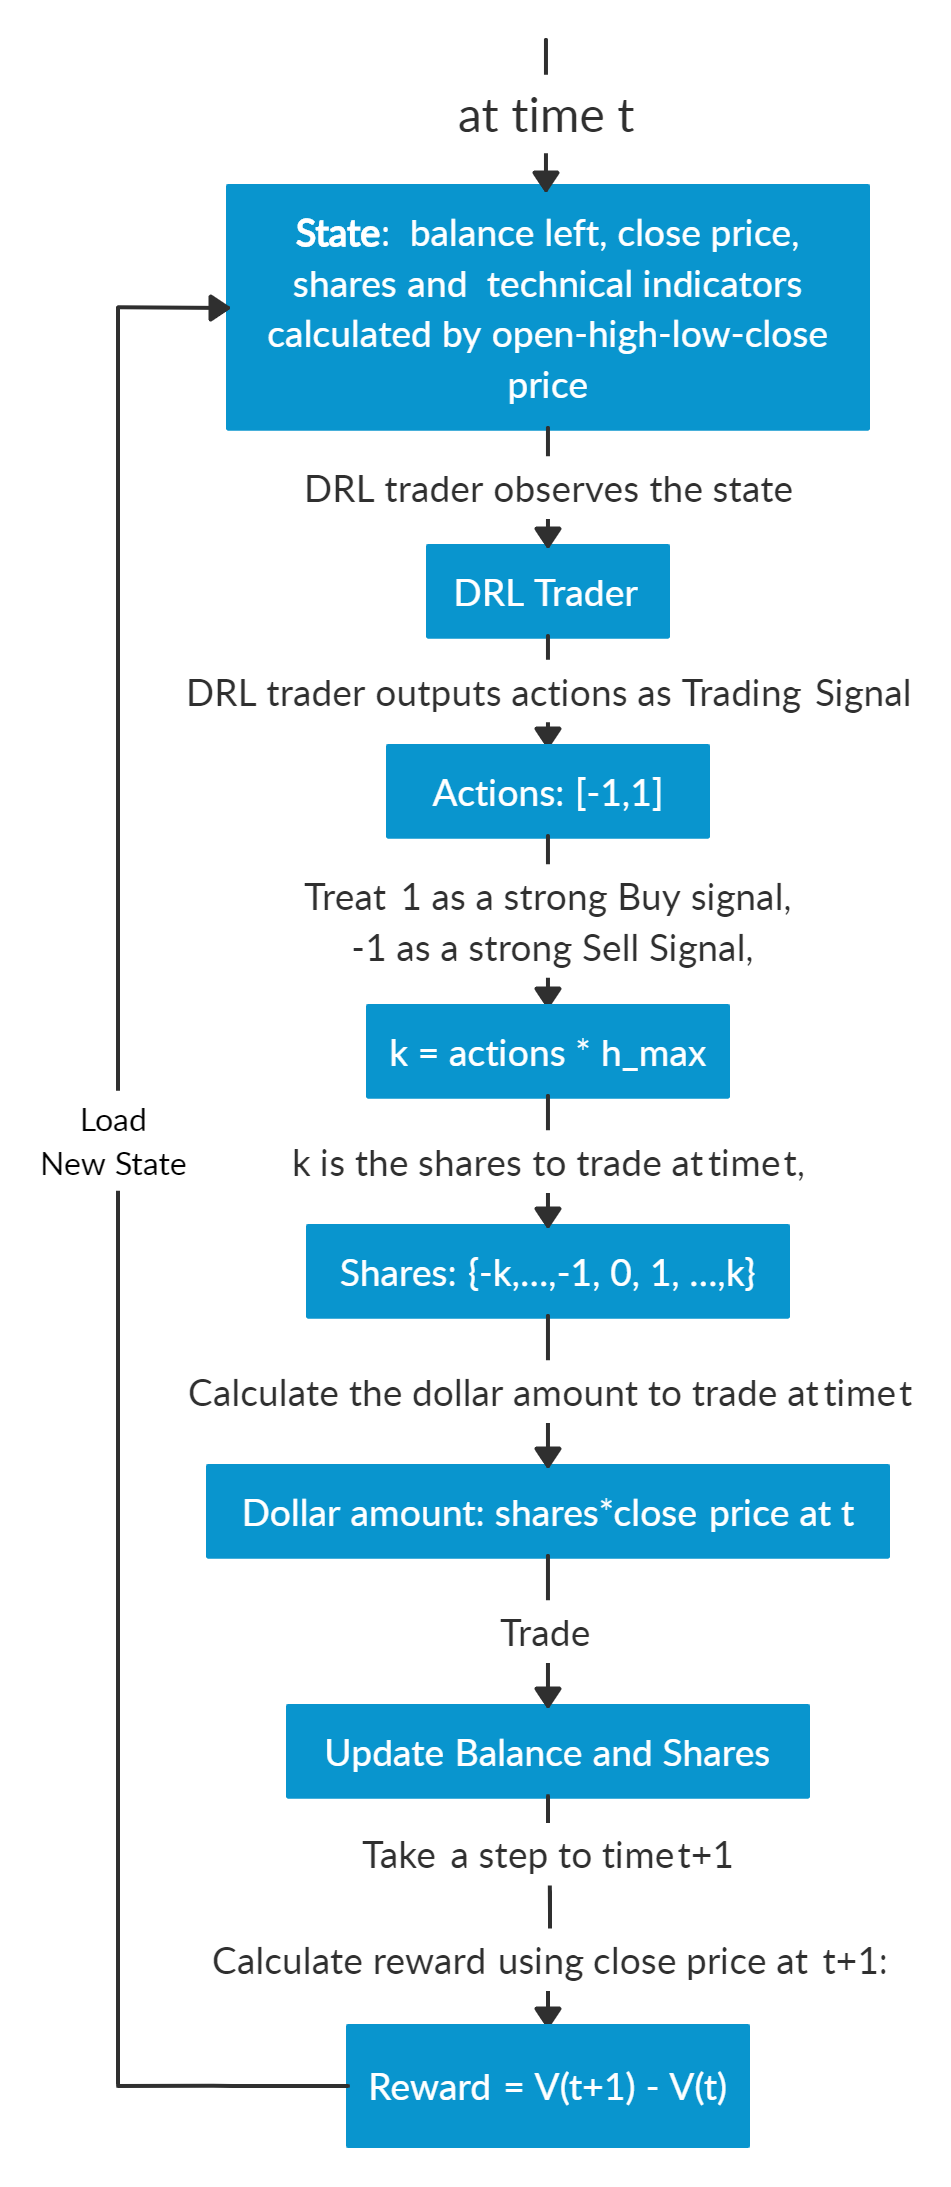 at time t
State: balance left, close price,
shares and technical indicators
calculated by open-high-low-close
price
DRL trader observes the state
DRL Trader
DRL trader outputs actions as Trading Signal
Actions: [-1,1]
Treat 1 as a strong Buy signal,
-1 as a strong Sell Signal,
k = actions * h_max
Load
New State
k is the shares to trade at time t,
Shares: {-k,...,-1, 0, 1, ...,k}
Calculate the dollar amount to trade at time t
Dollar amount: shares*close price at t
Trade
Update Balance and Shares
Take a step to time t+1
Calculate reward using close price at t+1:
Reward = V(t+1) - V(t)